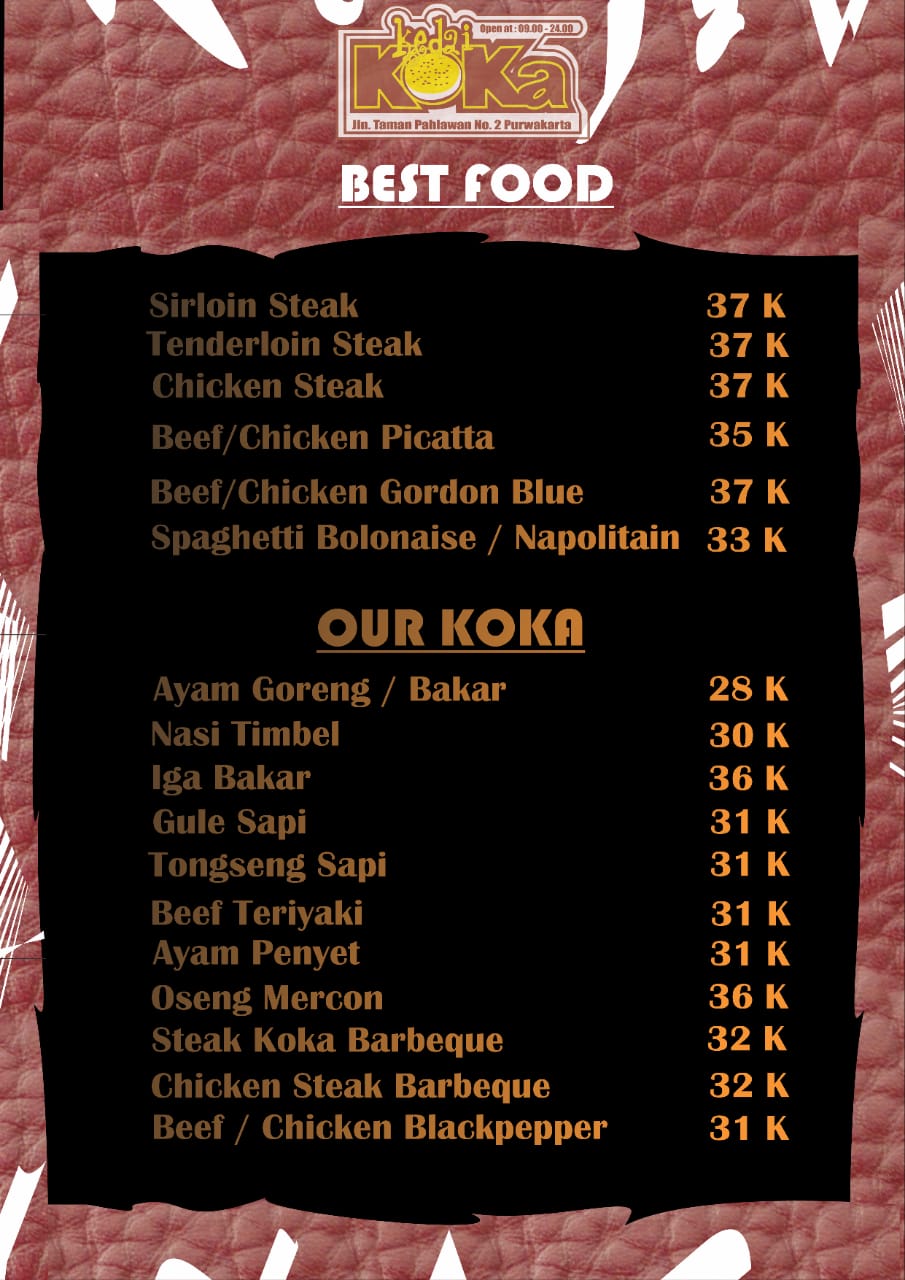 kedai
Open at : 09.00 - 24.00
KOKa
Jln. Taman Pahlawan No. 2 Purwakarta
BEST FOOD
Sirloin Steak 37 K
Tenderloin Steak 37 K
Chicken Steak 37 K
Beef/Chicken Picatta 35 K
Beef/Chicken Gordon Blue 37 K
Spaghetti Bolonaise / Napolitain 33 K
OUR KOKA
Ayam Goreng / Bakar 28 K
Nasi Timbel 30 K
Iga Bakar 36 K
Gule Sapi 31 K
Tongseng Sapi 31 K
Beef Teriyaki 31 K
Ayam Penyet 31 K
Oseng Mercon 36 K
Steak Koka Barbeque 32 K
Chicken Steak Barbeque 32 K
Beef / Chicken Blackpepper 31 K